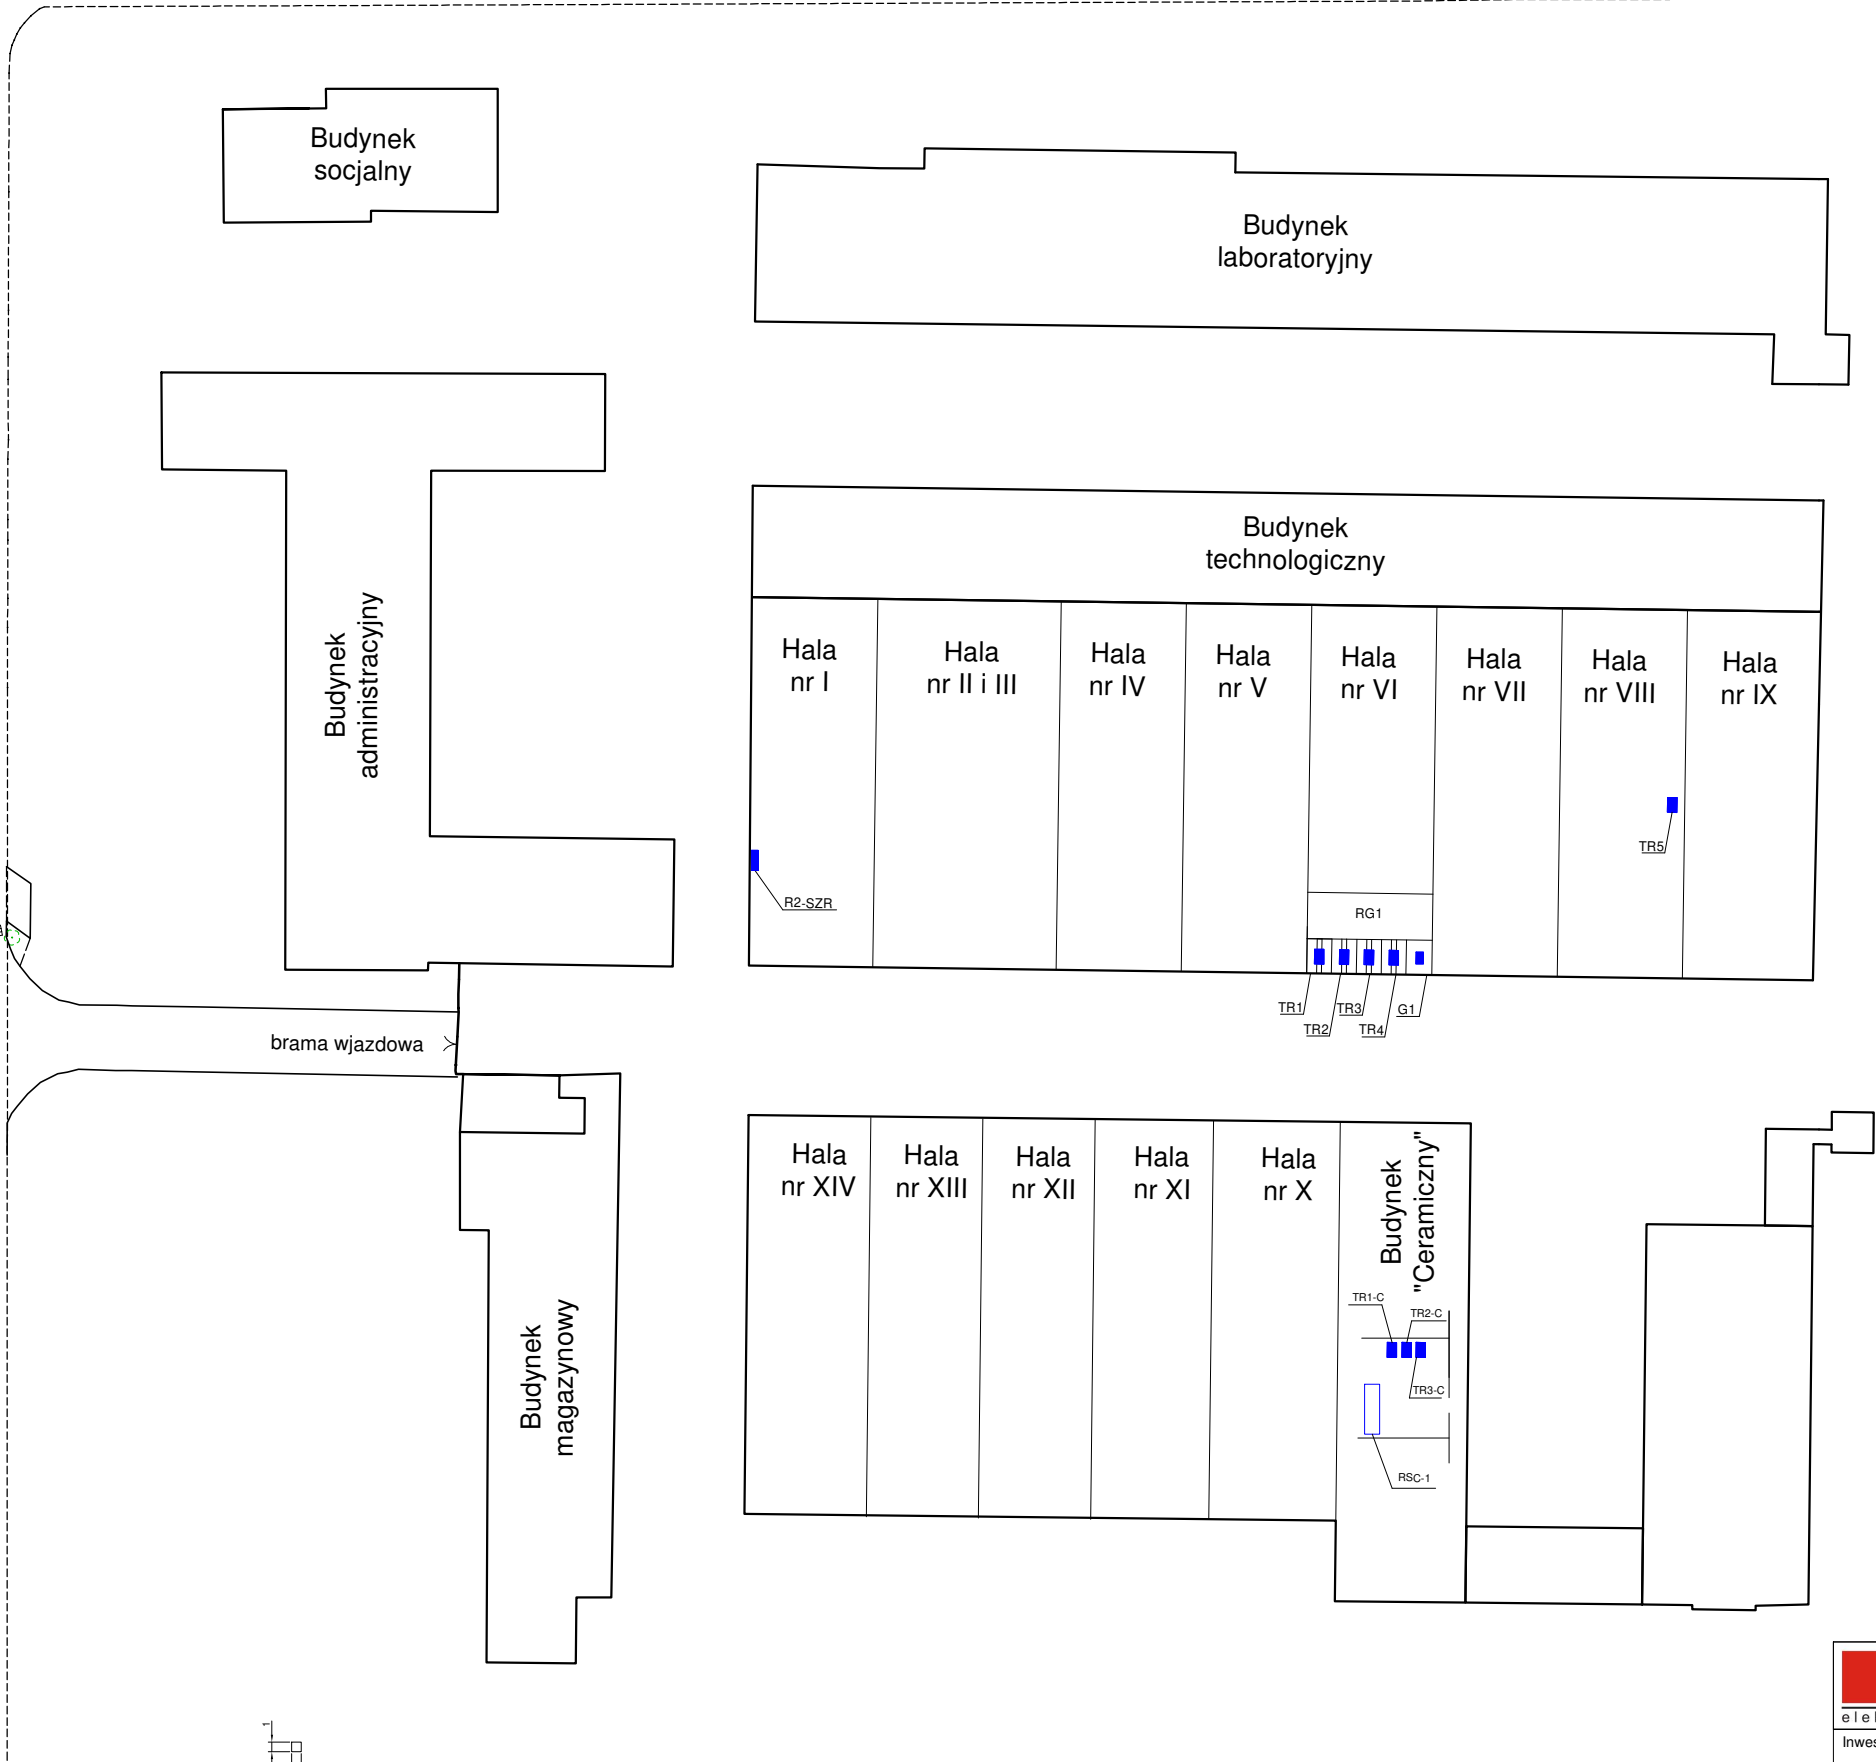 Budynek
socjalny
Budynek
laboratoryjny
Budynek
administracyjny
Budynek
technologiczny
Hala
nr I
Hala
nr II i III
Hala
nr IV
Hala
nr V
Hala
nr VI
Hala
nr VII
Hala
nr VIII
Hala
nr IX
TR5
R2-SZR
RG1
TR1
TR2
TR3
TR4
G1
brama wjazdowa
Hala
nr XIV
Hala
nr XIII
Hala
nr XII
Hala
nr XI
Hala
nr X
Budynek
"Ceramiczny"
TR1-C
TR2-C
TR3-C
RSC-1
Budynek
magazynowy
1